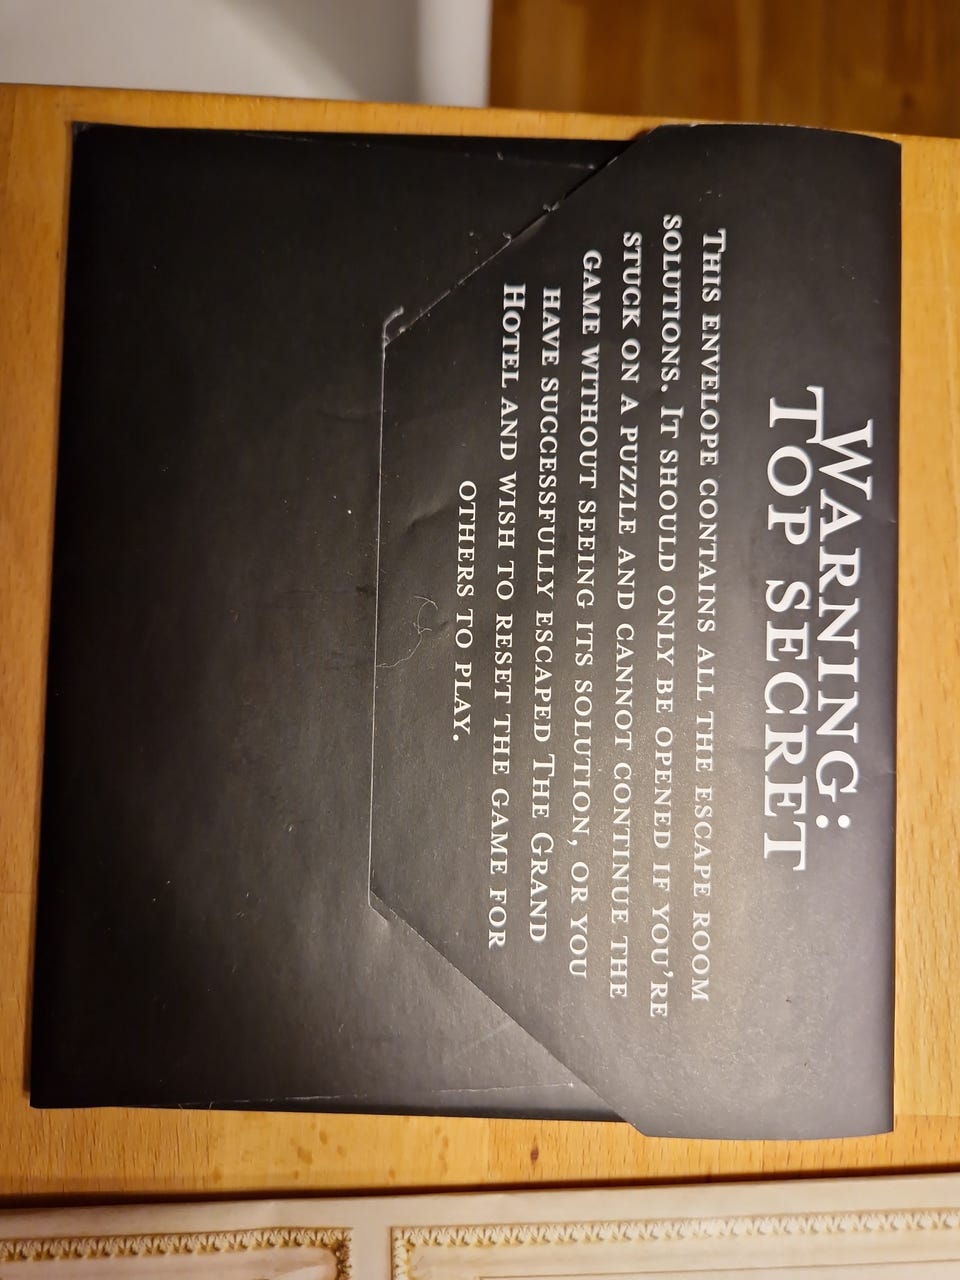 WARNING:
TOP SECRET
THIS ENVELOPE CONTAINS ALL THE ESCAPE ROOM
SOLUTIONS. IT SHOULD ONLY BE OPENED IF YOU'RE
STUCK ON A PUZZLE AND CANNOT CONTINUE THE
GAME WITHOUT SEEING ITS SOLUTION, OR YOU
HAVE SUCCESSFULLY ESCAPED THE GRAND
HOTEL AND WISH TO RESET THE GAME FOR
OTHERS TO PLAY.